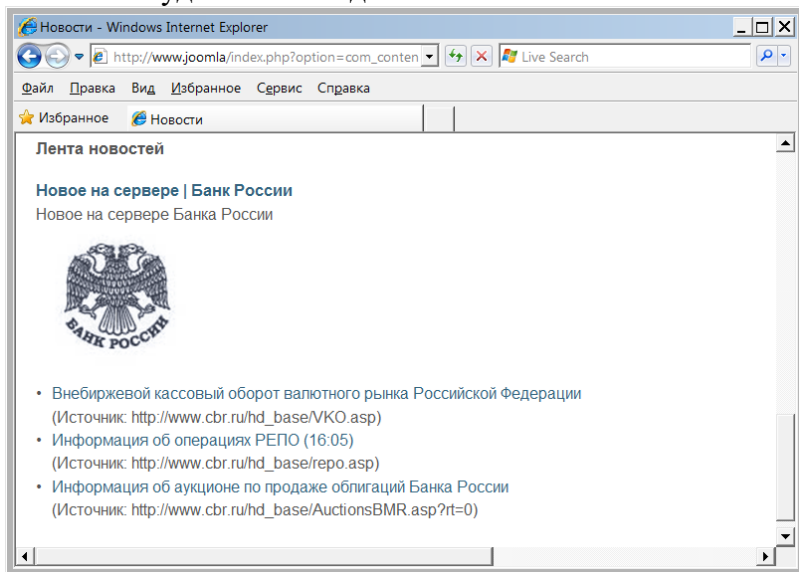 Новости - Windows Internet Explorer
http://www.joomla/index.php?option=com_conten
Live Search
Файл Правка Вид Избранное Сервис Справка
Избранное Новости
Лента новостей
Новое на сервере | Банк России
Новое на сервере Банка России
БАНК РОССИИ
• Внебиржевой кассовый оборот валютного рынка Российской Федерации
(Источник: http://www.cbr.ru/hd_base/VKO.asp)
• Информация об операциях РЕПО (16:05)
(Источник: http://www.cbr.ru/hd_base/repo.asp)
• Информация об аукционе по продаже облигаций Банка России
(Источник: http://www.cbr.ru/hd_base/AuctionsBMR.asp?rt=0)